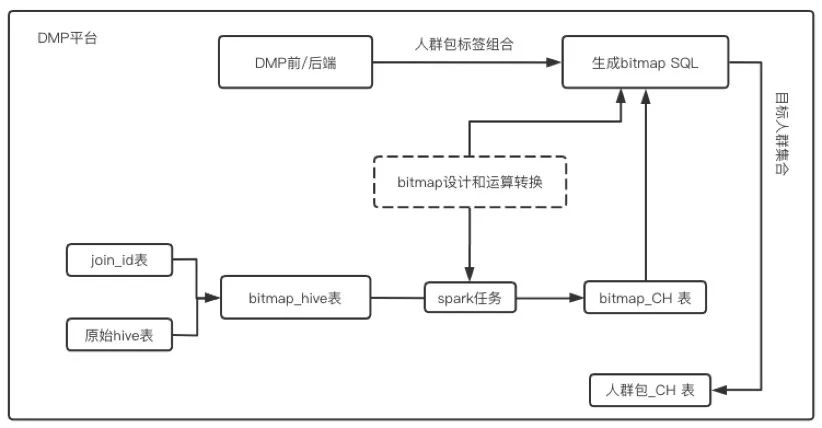 DMP平台
DMP前/后端
人群包标签组合
生成bitmap SQL
目标人群集合
bitmap设计和运算转换
join_id表
bitmap_hive表
spark任务
bitmap_CH 表
原始hive表
人群包_CH 表